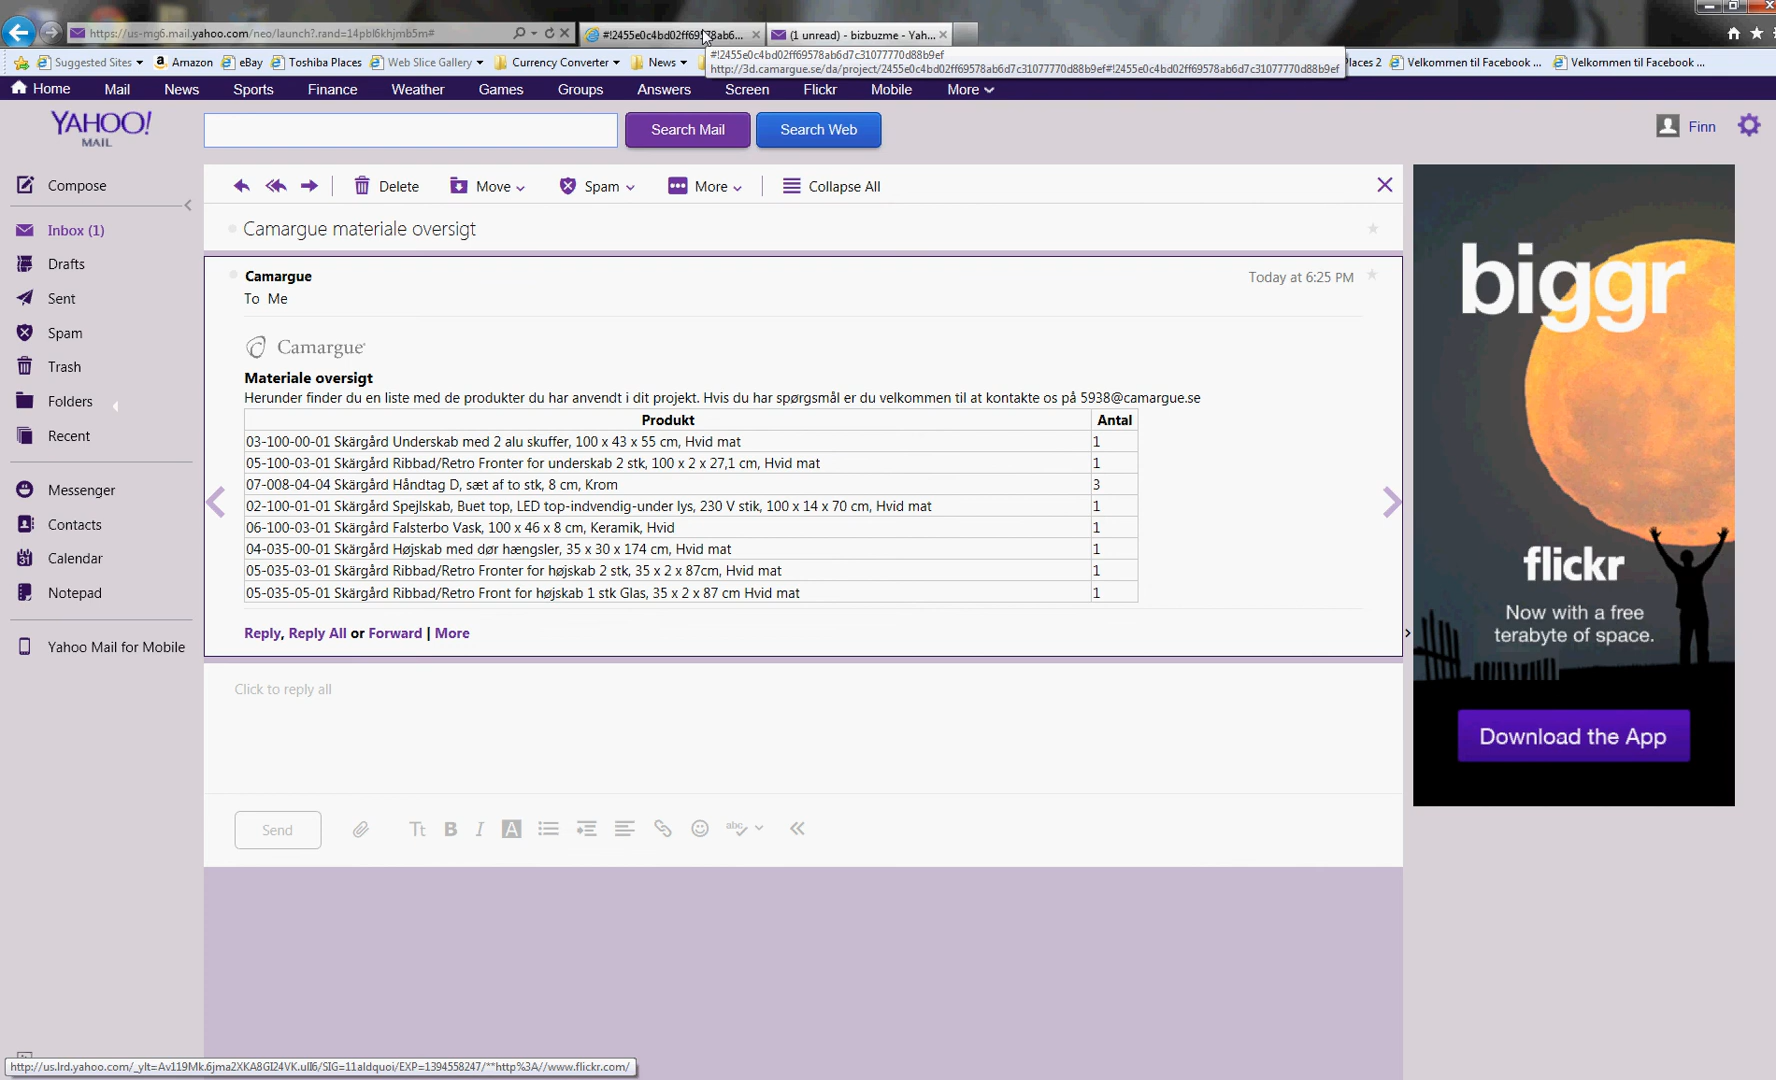 https://us-mg6.mail.yahoo.com/neo/launch?.rand=14pbl6khjmb5m#
#!2455e0c4bd02ff69578ab6...
(1 unread) - bizbuzme - Yah...
#!2455e0c4bd02ff69578ab6d7c31077770d88b9ef
http://3d.camargue.se/da/project/2455e0c4bd02ff69578ab6d7c31077770d88b9ef#!2455e0c4bd02ff69578ab6d7c31077770d88b9ef
Suggested Sites Amazon eBay Toshiba Places Web Slice Gallery Currency Converter News
Places 2 Velkommen til Facebook ... Velkommen til Facebook ...
Home Mail News Sports Finance Weather Games Groups Answers Screen Flickr Mobile More
YAHOO!
MAIL
Search Mail
Search Web
Finn
Compose
Inbox (1)
Drafts
Sent
Spam
Trash
Folders
Recent
Messenger
Contacts
Calendar
Notepad
Yahoo Mail for Mobile
Delete Move Spam More Collapse All
Camargue materiale oversigt
Camargue
Today at 6:25 PM
To Me
Camargue
Materiale oversigt
Herunder finder du en liste med de produkter du har anvendt i dit projekt. Hvis du har spørgsmål er du velkommen til at kontakte os på 5938@camargue.se
Produkt Antal
03-100-00-01 Skärgård Underskab med 2 alu skuffer, 100 x 43 x 55 cm, Hvid mat 1
05-100-03-01 Skärgård Ribbad/Retro Fronter for underskab 2 stk, 100 x 2 x 27,1 cm, Hvid mat 1
07-008-04-04 Skärgård Håndtag D, sæt af to stk, 8 cm, Krom 3
02-100-01-01 Skärgård Spejlskab, Buet top, LED top-indvendig-under lys, 230 V stik, 100 x 14 x 70 cm, Hvid mat 1
06-100-03-01 Skärgård Falsterbo Vask, 100 x 46 x 8 cm, Keramik, Hvid 1
04-035-00-01 Skärgård Højskab med dør hængsler, 35 x 30 x 174 cm, Hvid mat 1
05-035-03-01 Skärgård Ribbad/Retro Fronter for højskab 2 stk, 35 x 2 x 87cm, Hvid mat 1
05-035-05-01 Skärgård Ribbad/Retro Front for højskab 1 stk Glas, 35 x 2 x 87 cm Hvid mat 1
Reply, Reply All or Forward | More
Click to reply all
Send
Tt B I A abc
biggr
flickr
Now with a free
terabyte of space.
Download the App